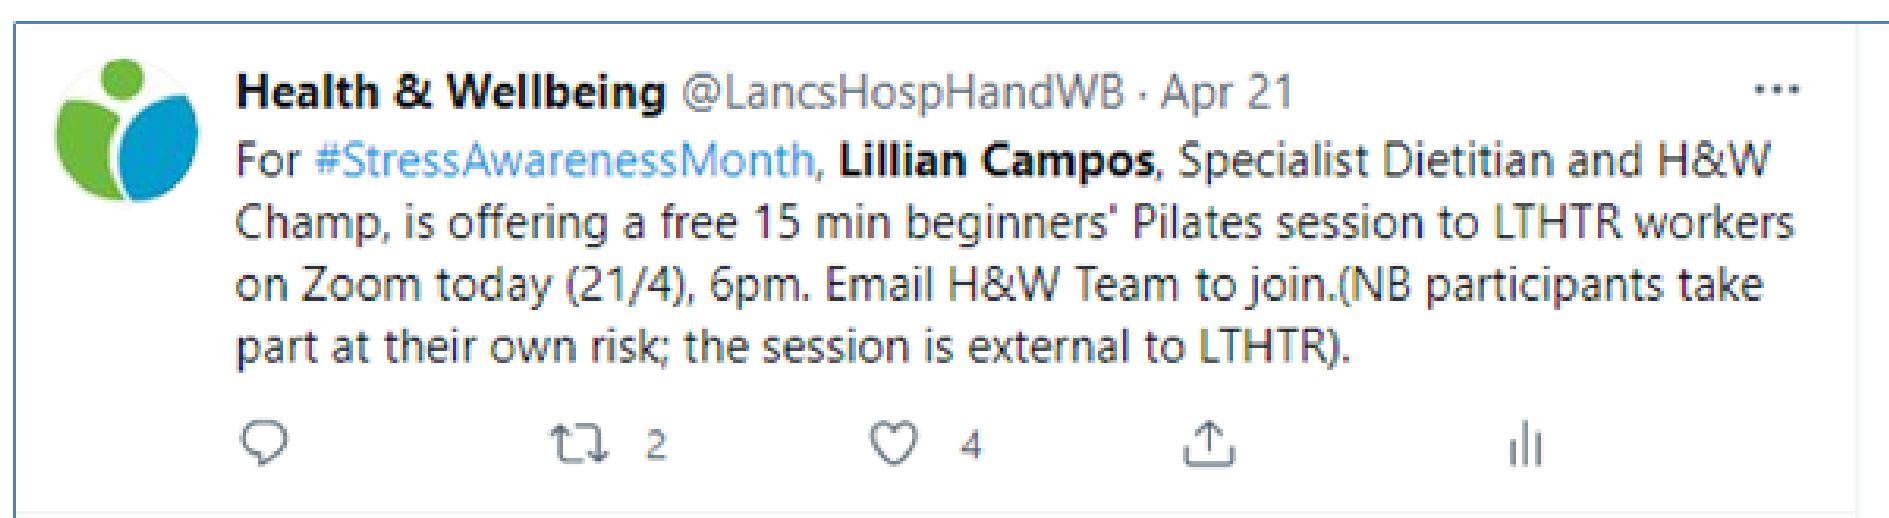 Health & Wellbeing @LancsHospHandWB · Apr 21
For #StressAwarenessMonth, Lillian Campos, Specialist Dietitian and H&W
Champ, is offering a free 15 min beginners' Pilates session to LTHTR workers
on Zoom today (21/4), 6pm. Email H&W Team to join.(NB participants take
part at their own risk; the session is external to LTHTR).
2 4